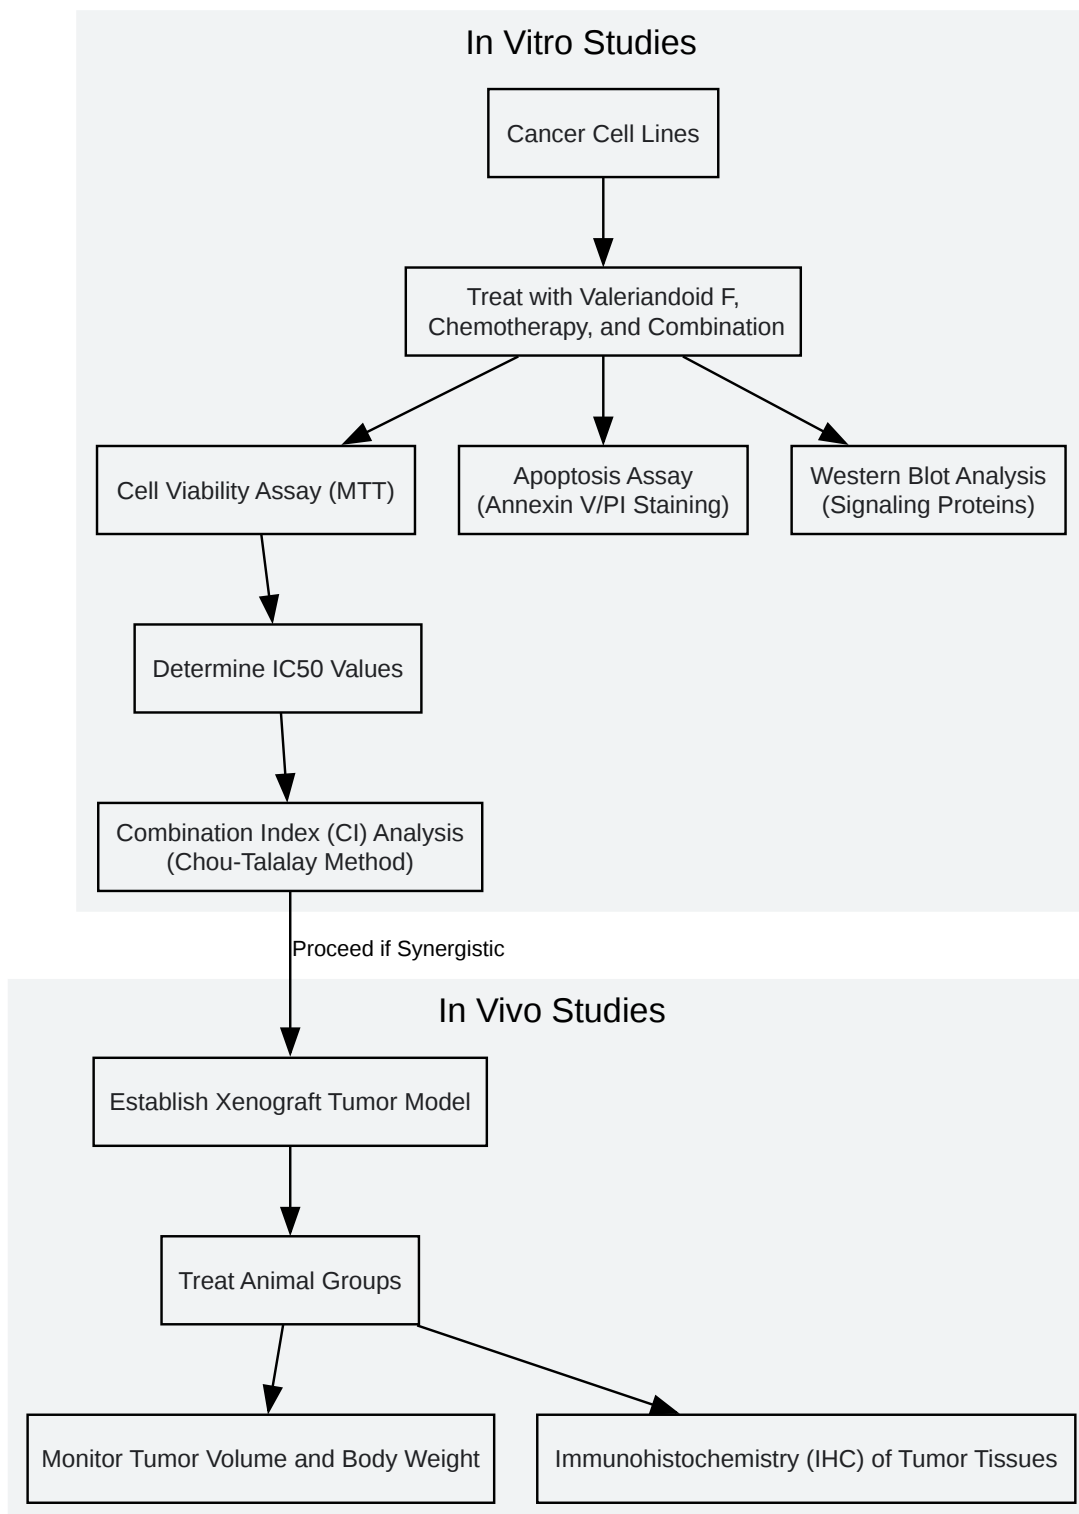 In Vitro Studies
Cancer Cell Lines
Treat with Valeriandoid F,
Chemotherapy, and Combination
Cell Viability Assay (MTT)
Apoptosis Assay
(Annexin V/PI Staining)
Western Blot Analysis
(Signaling Proteins)
Determine IC50 Values
Combination Index (CI) Analysis
(Chou-Talalay Method)
Proceed if Synergistic
In Vivo Studies
Establish Xenograft Tumor Model
Treat Animal Groups
Monitor Tumor Volume and Body Weight
Immunohistochemistry (IHC) of Tumor Tissues